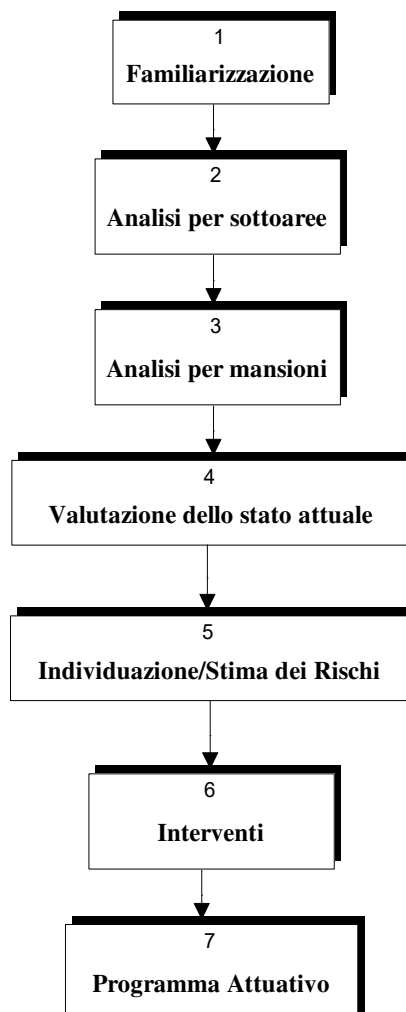 1
Familiarizzazione
2
Analisi per sottoaree
3
Analisi per mansioni
4
Valutazione dello stato attuale
5
Individuazione/Stima dei Rischi
6
Interventi
7
Programma Attuativo